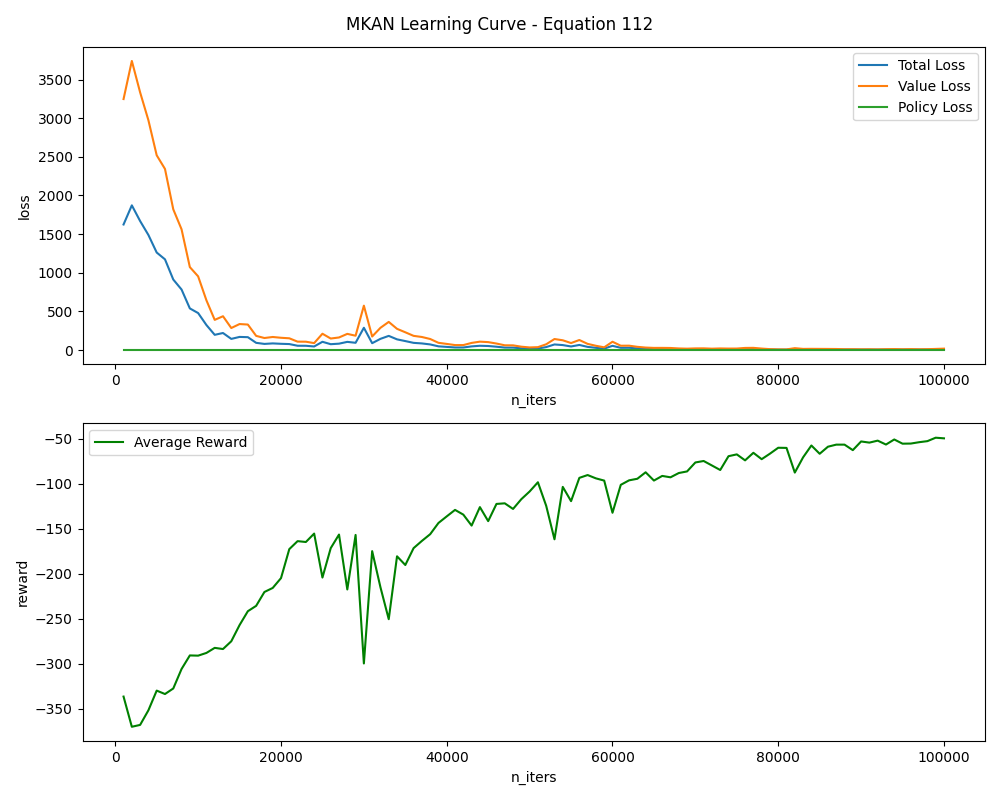 MKAN Learning Curve - Equation 112
3500
3000
2500
2000
1500
1000
500
0
loss
Total Loss
Value Loss
Policy Loss
0 20000 40000 60000 80000 100000
n_iters
Average Reward
−50
−100
−150
−200
−250
−300
−350
reward
0 20000 40000 60000 80000 100000
n_iters